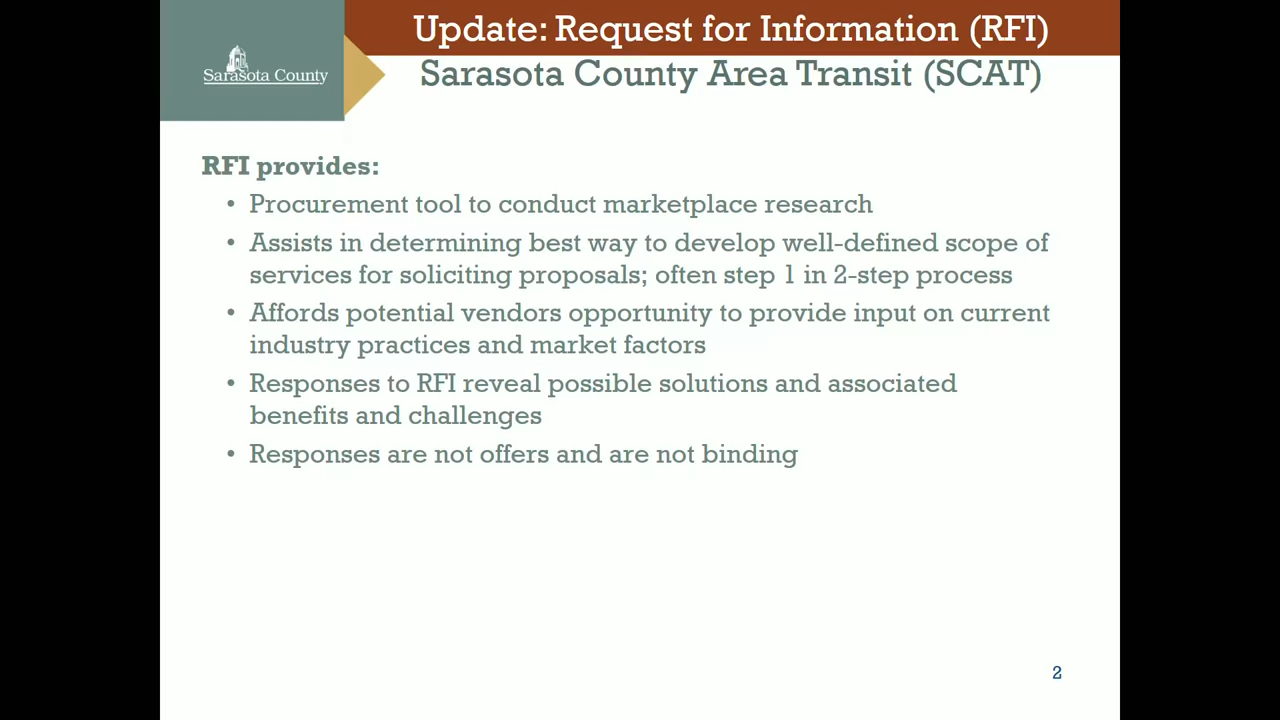 Update: Request for Information (RFI)
Sarasota County
Sarasota County Area Transit (SCAT)
RFI provides:
• Procurement tool to conduct marketplace research
• Assists in determining best way to develop well-defined scope of
services for soliciting proposals; often step 1 in 2-step process
• Affords potential vendors opportunity to provide input on current
industry practices and market factors
• Responses to RFI reveal possible solutions and associated
benefits and challenges
• Responses are not offers and are not binding
2